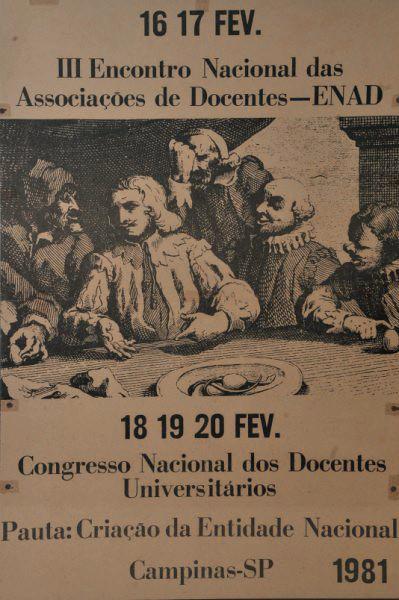 16 17 FEV.
III Encontro Nacional das
Associações de Docentes—ENAD
18 19 20 FEV.
Congresso Nacional dos Docentes
Universitários
Pauta: Criação da Entidade Nacional
Campinas-SP 1981